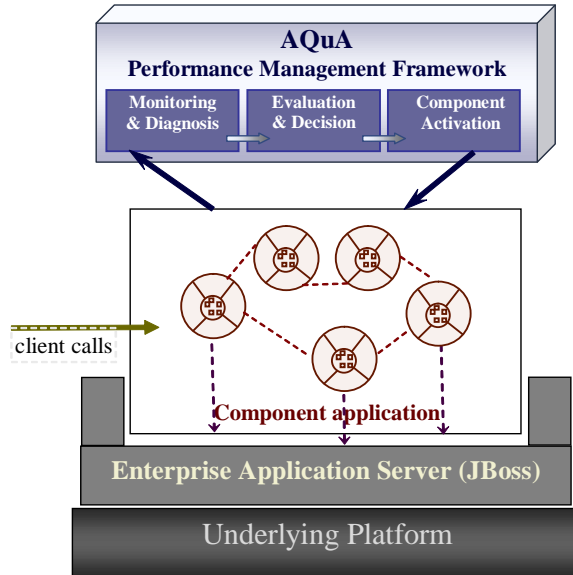 AQuA
Performance Management Framework
Monitoring
& Diagnosis
Evaluation
& Decision
Component
Activation
client calls
Component application
Enterprise Application Server (JBoss)
Underlying Platform